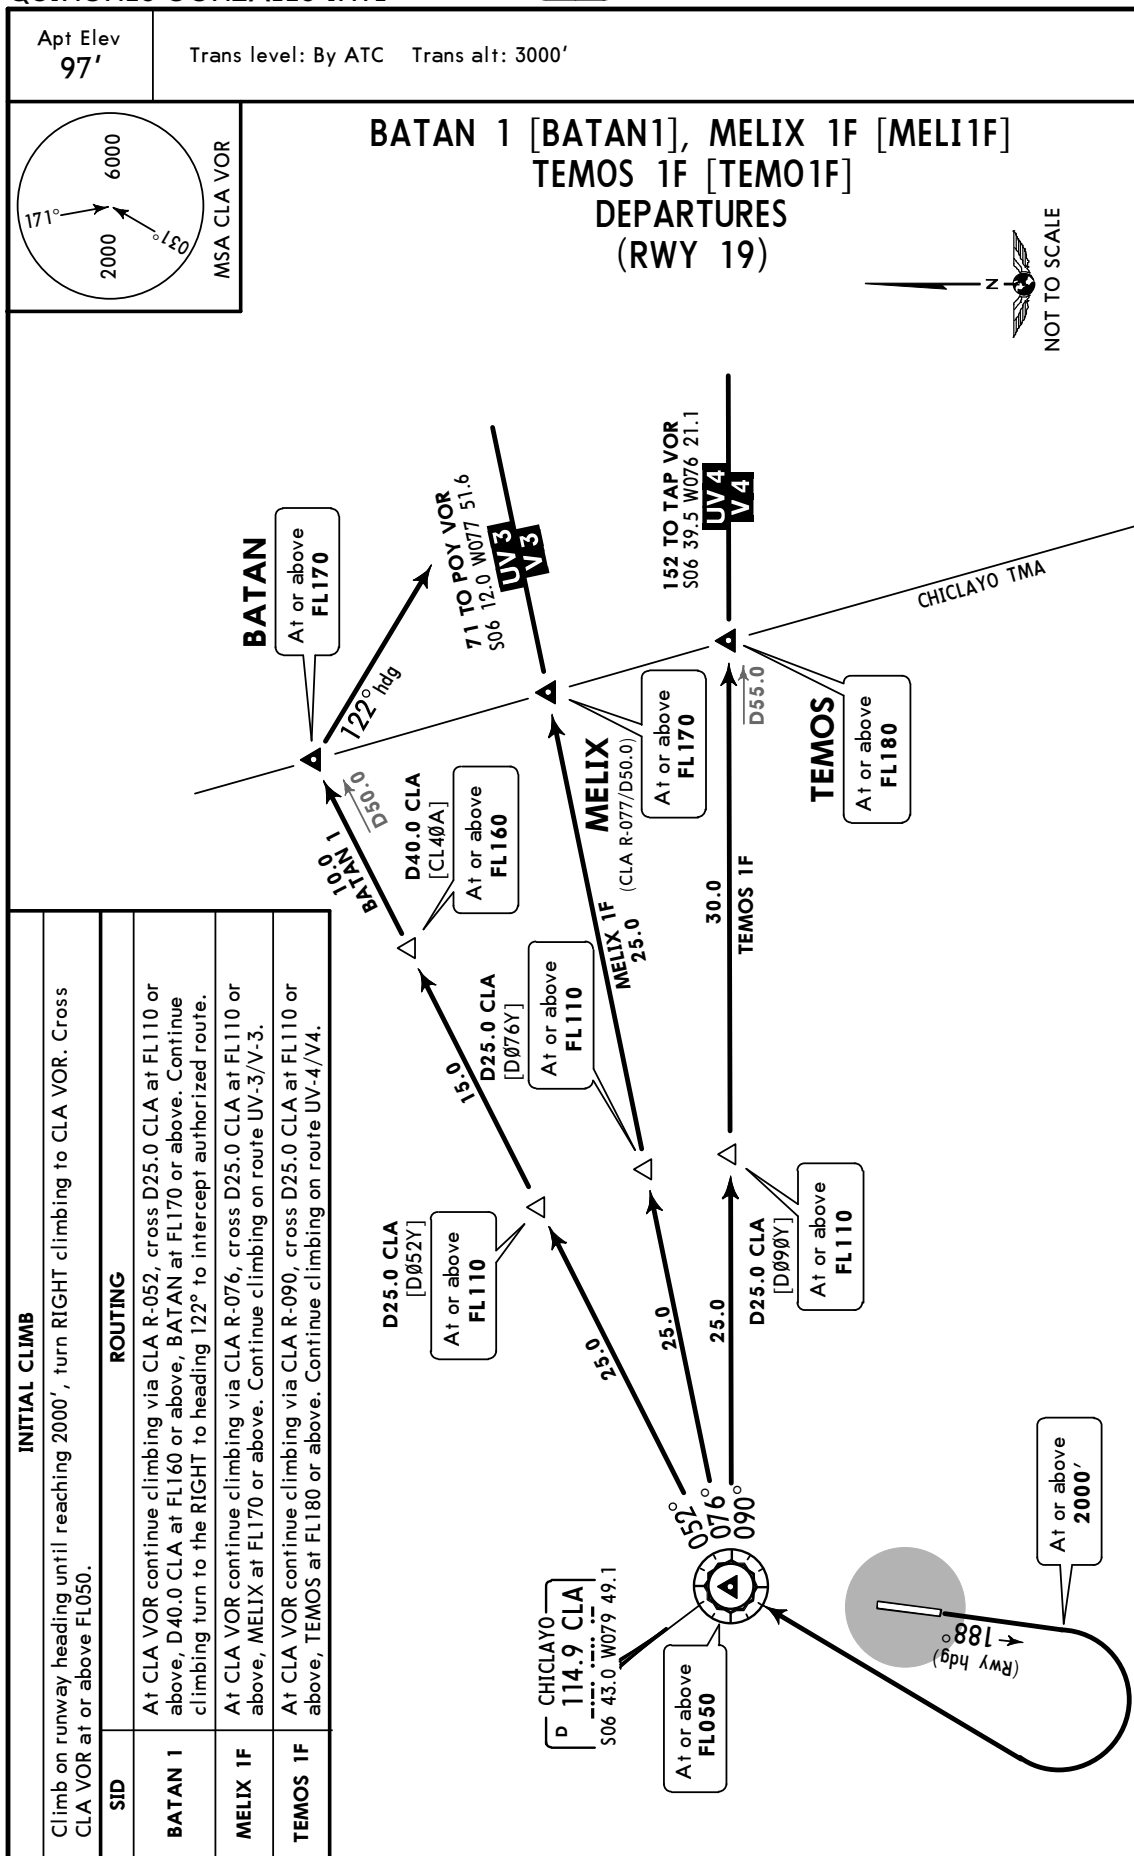 Apt Elev
97'
Trans level: By ATC Trans alt: 3000'
171°
6000
2000
031°
MSA CLA VOR
BATAN 1 [BATAN1], MELIX 1F [MELI1F]
TEMOS 1F [TEMO1F]
DEPARTURES
(RWY 19)
N
NOT TO SCALE
BATAN
At or above
FL170
122° hdg
D50.0
10.0
BATAN 1
D40.0 CLA
[CL4ØA]
At or above
FL160
15.0
D25.0 CLA
[DØ52Y]
At or above
FL110
25.0
71 TO POY VOR
S06 12.0 W077 51.6
UV3
V3
MELIX
(CLA R-077/D50.0)
At or above
FL170
MELIX 1F
25.0
D25.0 CLA
[DØ76Y]
At or above
FL110
25.0
152 TO TAP VOR
S06 39.5 W076 21.1
UV4
V4
CHICLAYO TMA
D55.0
TEMOS
At or above
FL180
30.0
TEMOS 1F
D25.0 CLA
[DØ9ØY]
At or above
FL110
25.0
052°
076°
090°
CHICLAYO
D 114.9 CLA
S06 43.0 W079 49.1
At or above
FL050
188°
(Rwy hdg)
At or above
2000'
INITIAL CLIMB
Climb on runway heading until reaching 2000', turn RIGHT climbing to CLA VOR. Cross
CLA VOR at or above FL050.
SID ROUTING
BATAN 1
At CLA VOR continue climbing via CLA R-052, cross D25.0 CLA at FL110 or
above, D40.0 CLA at FL160 or above, BATAN at FL170 or above. Continue
climbing turn to the RIGHT to heading 122° to intercept authorized route.
MELIX 1F
At CLA VOR continue climbing via CLA R-076, cross D25.0 CLA at FL110 or
above, MELIX at FL170 or above. Continue climbing on route UV-3/V-3.
TEMOS 1F
At CLA VOR continue climbing via CLA R-090, cross D25.0 CLA at FL110 or
above, TEMOS at FL180 or above. Continue climbing on route UV-4/V4.